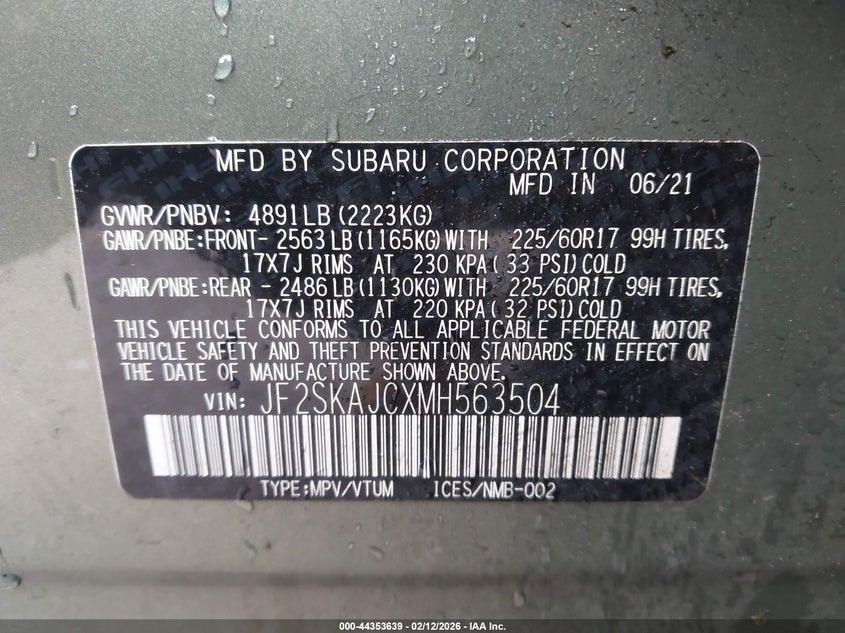 MFD BY SUBARU CORPORATION
MFD IN 06/21
GVWR/PNBV: 4891LB (2223KG)
GAWR/PNBE:FRONT- 2563 LB (1165KG) WITH 225/60R17 99H TIRES,
17X7J RIMS AT 230 KPA ( 33 PSI) COLD
GAWR/PNBE:REAR - 2486 LB (1130KG) WITH 225/60R17 99H TIRES,
17X7J RIMS AT 220 KPA ( 32 PSI) COLD
THIS VEHICLE CONFORMS TO ALL APPLICABLE FEDERAL MOTOR
VEHICLE SAFETY AND THEFT PREVENTION STANDARDS IN EFFECT ON
THE DATE OF MANUFACTURE SHOWN ABOVE.
VIN: JF2SKAJCXMH563504
TYPE:MPV/VTUM ICES/NMB-002
000-44353639 - 02/12/2026 - IAA Inc.